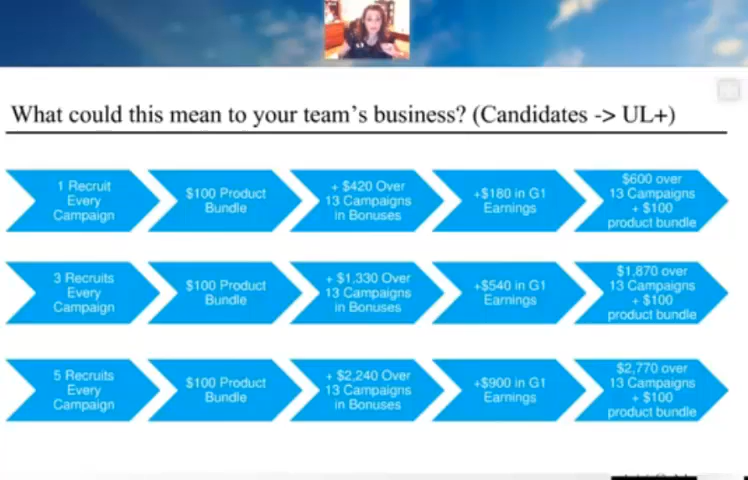 What could this mean to your team's business? (Candidates -> UL+)
1 Recruit
Every
Campaign
$100 Product
Bundle
+ $420 Over
13 Campaigns
in Bonuses
+$180 in G1
Earnings
$600 over
13 Campaigns
+ $100
product bundle
3 Recruits
Every
Campaign
$100 Product
Bundle
+ $1,330 Over
13 Campaigns
in Bonuses
+$540 in G1
Earnings
$1,870 over
13 Campaigns
+ $100
product bundle
5 Recruits
Every
Campaign
$100 Product
Bundle
+ $2,240 Over
13 Campaigns
in Bonuses
+$900 in G1
Earnings
$2,770 over
13 Campaigns
+ $100
product bundle